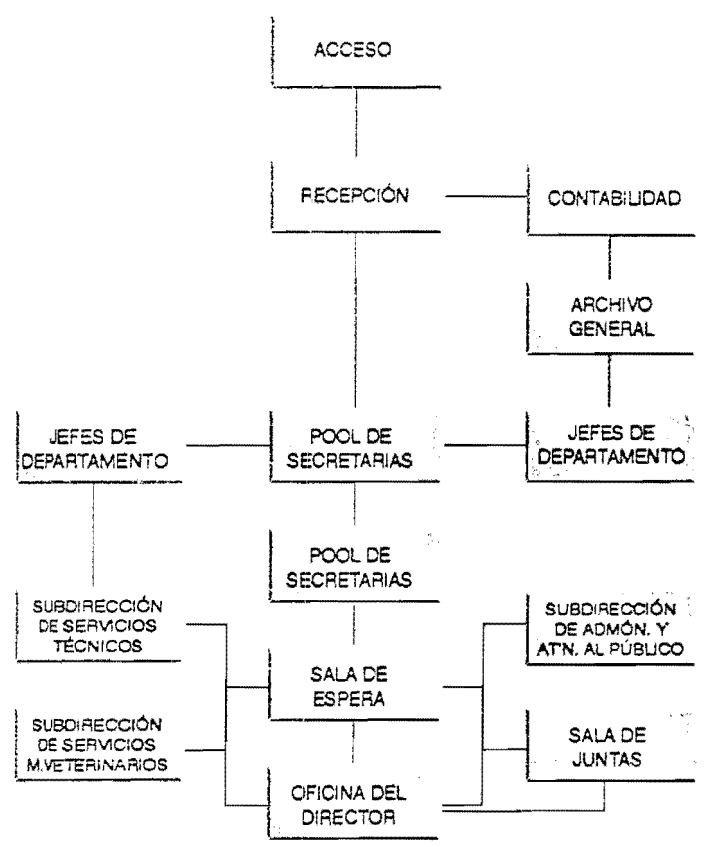 ACCESO
RECEPCIÓN
CONTABILIDAD
ARCHIVO
GENERAL
JEFES DE
DEPARTAMENTO
POOL DE
SECRETARIAS
JEFES DE
DEPARTAMENTO
POOL DE
SECRETARIAS
SUBDIRECCIÓN
DE SERVICIOS
TÉCNICOS
SUBDIRECCIÓN
DE ADMÓN. Y
AT'N. AL PÚBLICO
SALA DE
ESPERA
SUBDIRECCIÓN
DE SERVICIOS
M.VETERINARIOS
SALA DE
JUNTAS
OFICINA DEL
DIRECTOR